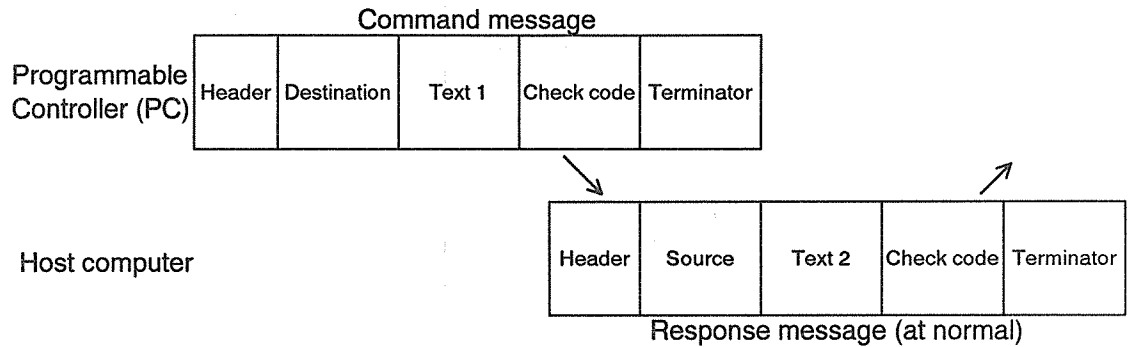 Command message
Programmable
Controller (PC)
Header Destination Text 1 Check code Terminator
Host computer
Header Source Text 2 Check code Terminator
Response message (at normal)